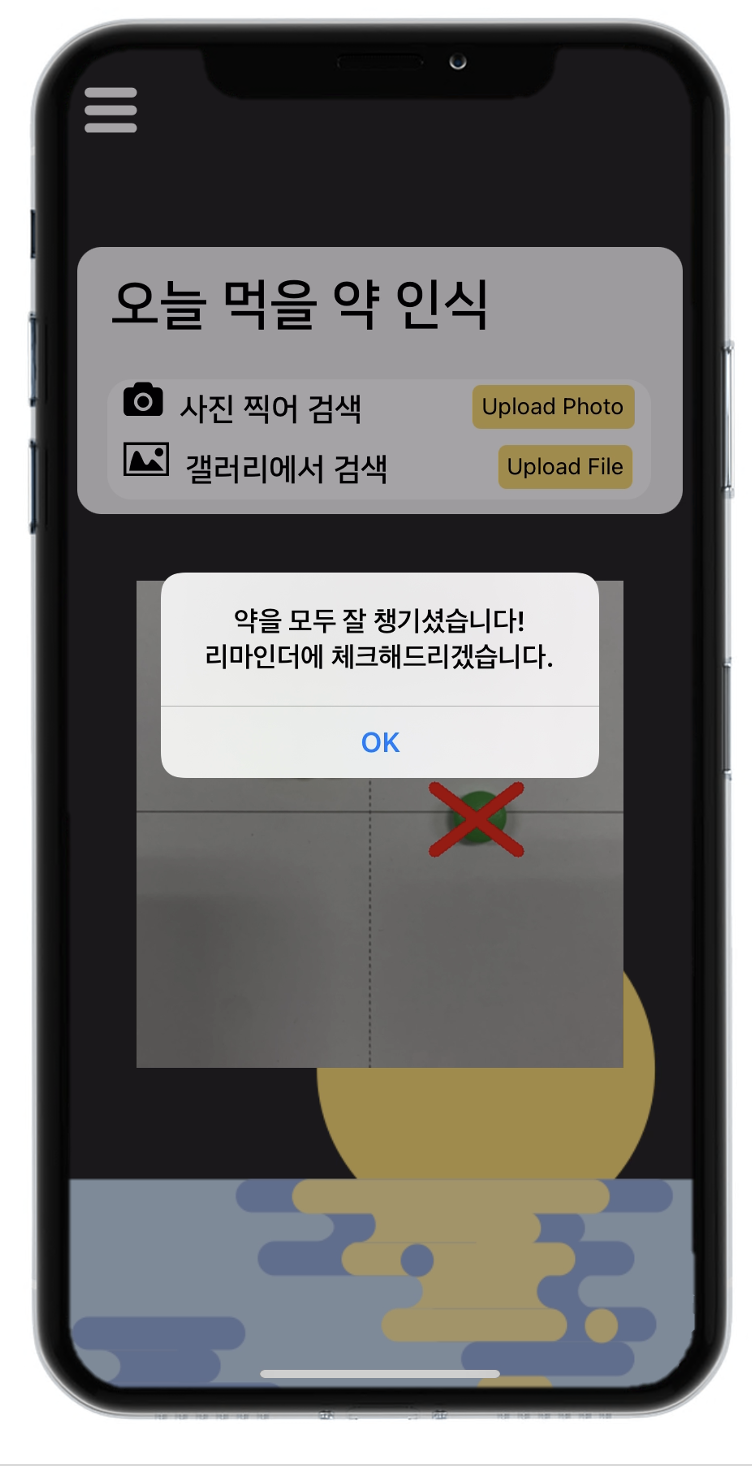 오늘 먹을 약 인식
사진 찍어 검색 Upload Photo
갤러리에서 검색 Upload File
약을 모두 잘 챙기셨습니다!
리마인더에 체크해드리겠습니다.
OK